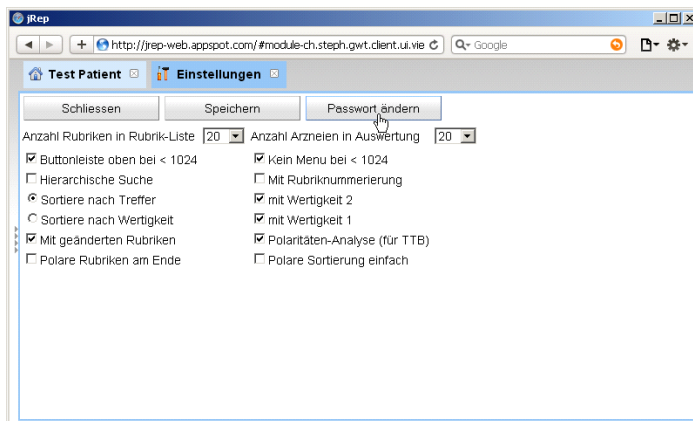 jRep
http://jrep-web.appspot.com/#module-ch.steph.gwt.client.ui.vie
Google
Test Patient
Einstellungen
Schliessen Speichern Passwort ändern
Anzahl Rubriken in Rubrik-Liste 20 Anzahl Arzneien in Auswertung 20
Buttonleiste oben bei < 1024 Kein Menu bei < 1024
Hierarchische Suche Mit Rubriknummerierung
Sortiere nach Treffer mit Wertigkeit 2
Sortiere nach Wertigkeit mit Wertigkeit 1
Mit geänderten Rubriken Polaritäten-Analyse (für TTB)
Polare Rubriken am Ende Polare Sortierung einfach